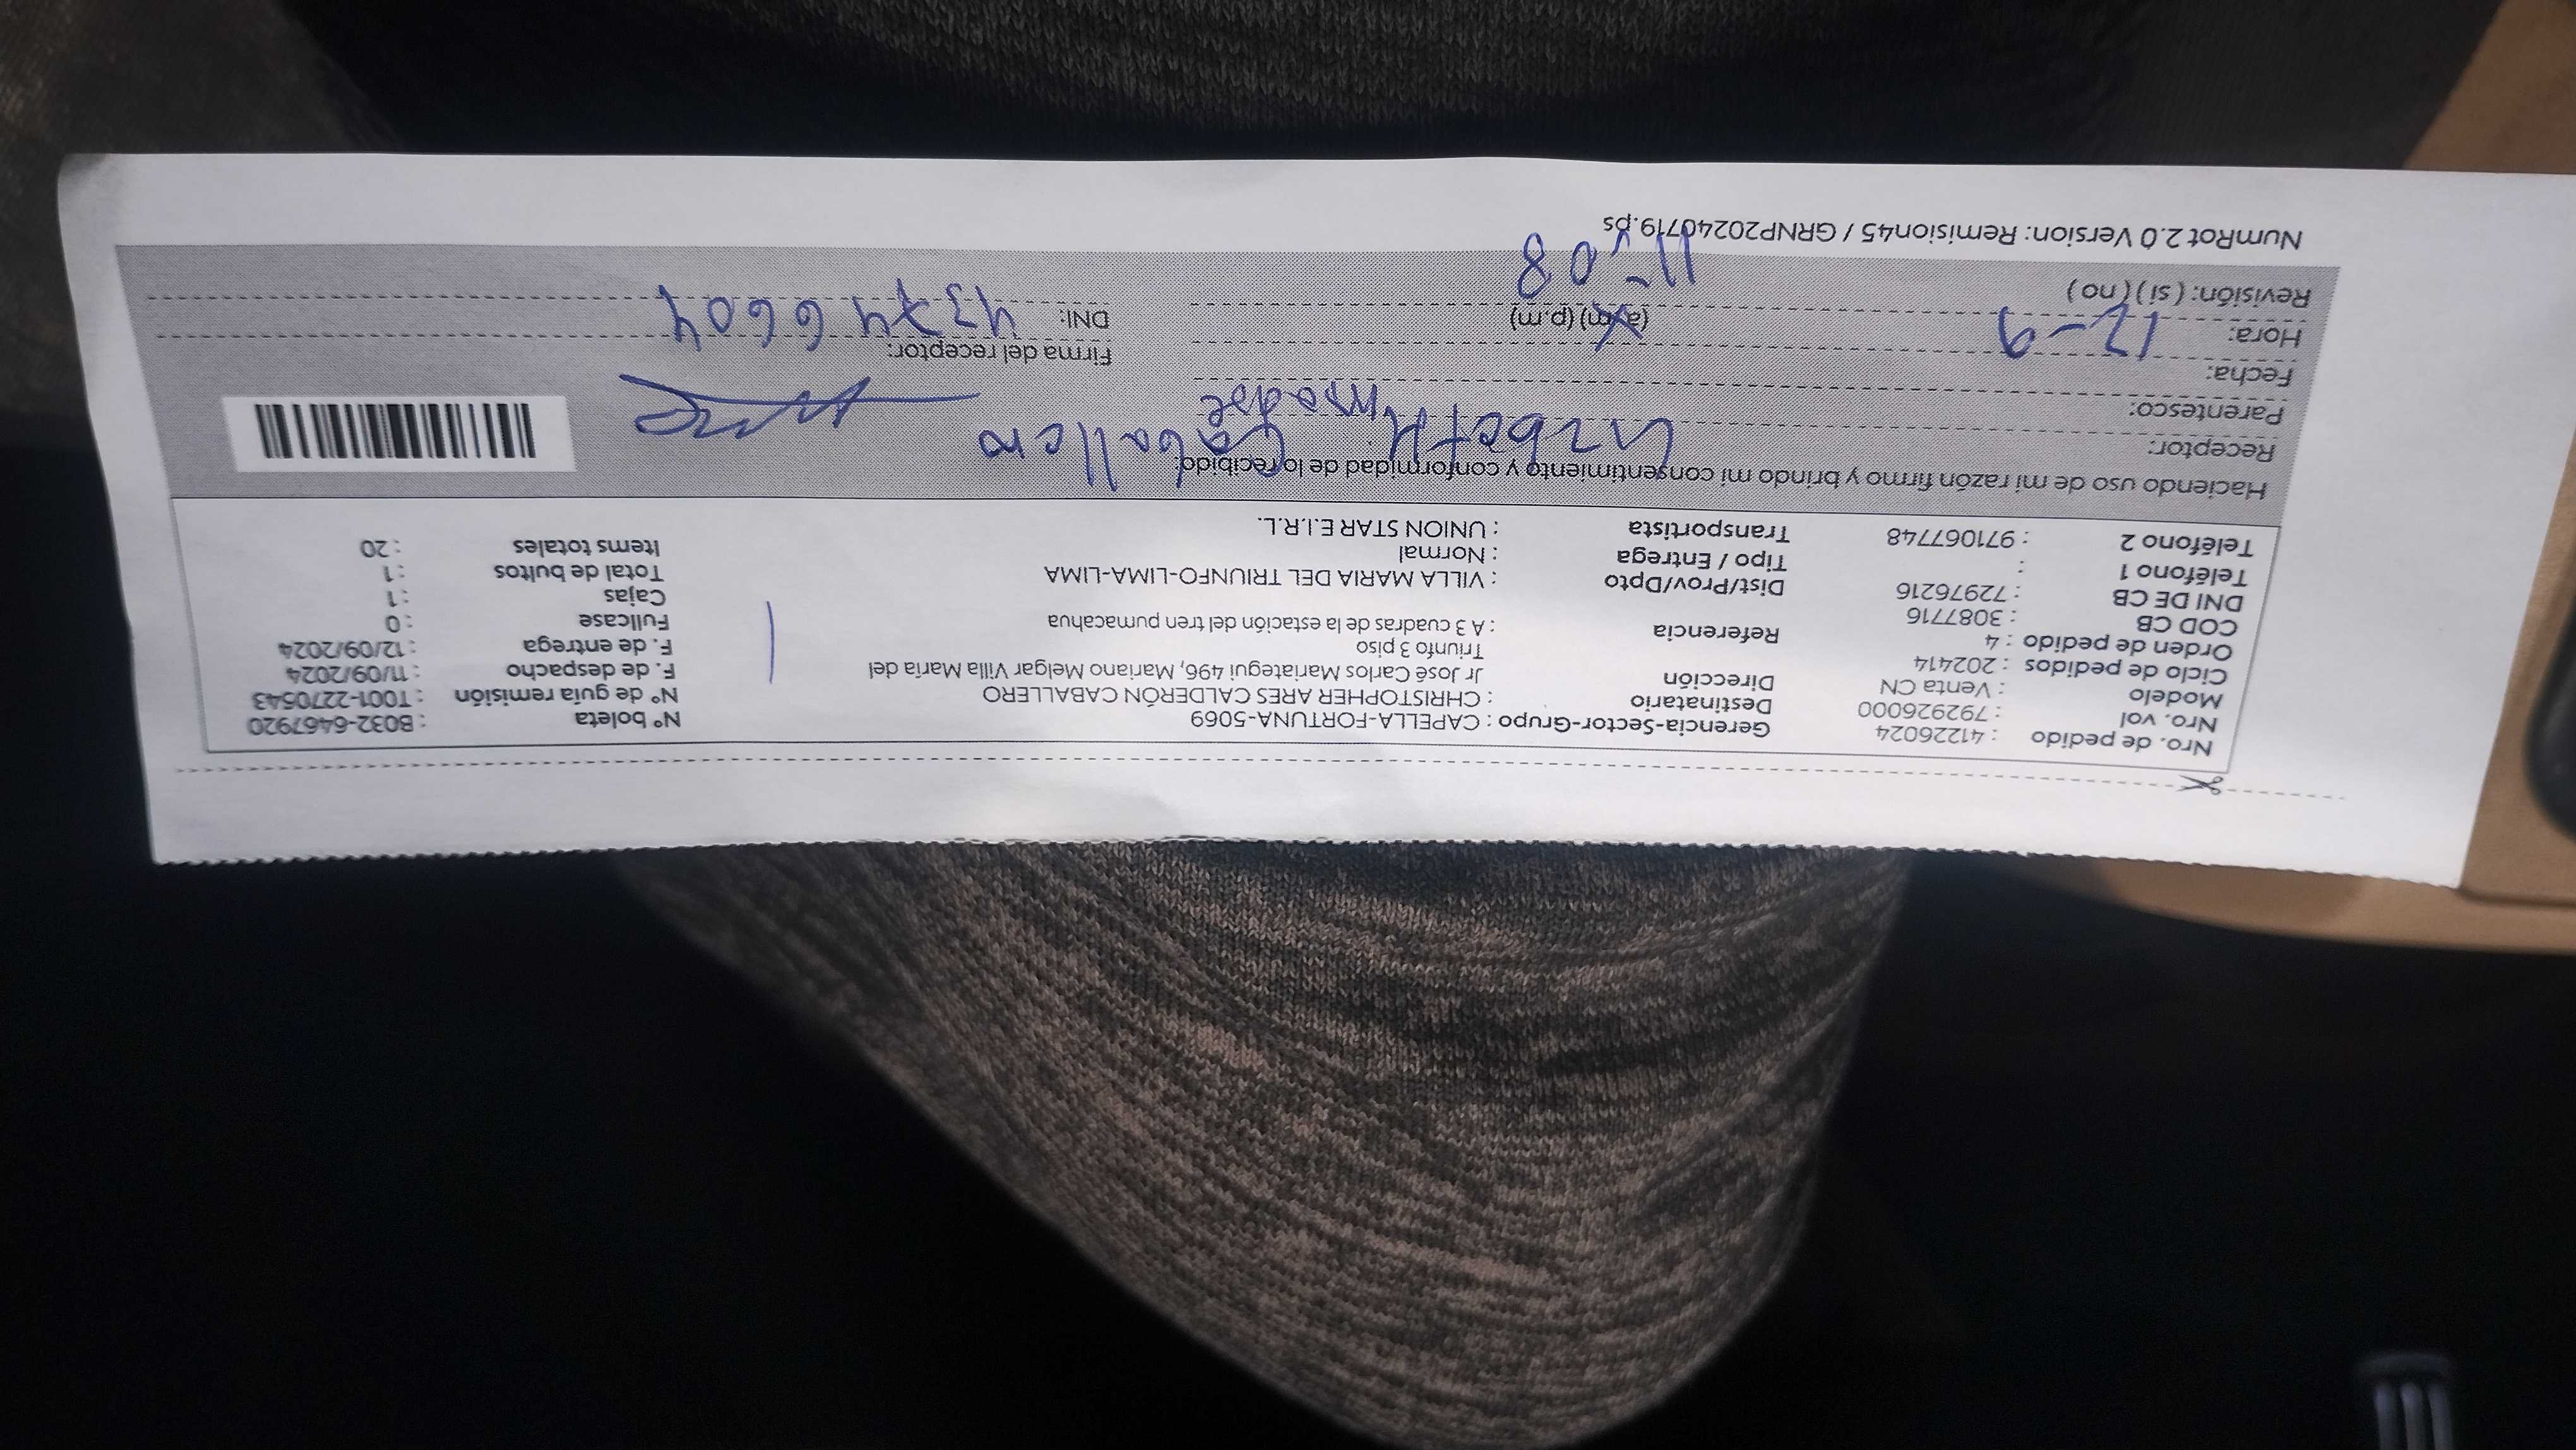 Nro. de pedido : 41226024 Gerencia-Sector-Grupo : CAPELLA-FORTUNA-5069 Nº boleta : B032-6467920
Nro. vol : 792926000 Destinatario : CHRISTOPHER ARES CALDERÓN CABALLERO Nº de guía remisión : T001-2270543
Modelo : Venta CN Dirección Jr José Carlos Mariategui 496, Mariano Melgar Villa María del F. de despacho : 11/09/2024
Ciclo de pedidos : 202414 Triunfo 3 piso F. de entrega : 12/09/2024
Orden de pedido : 4 Referencia : A 3 cuadras de la estación del tren pumacahua Fullcase : 0
COD CB : 3087716 Cajas : 1
DNI DE CB : 72976216 Dist/Prov/Dpto : VILLA MARIA DEL TRIUNFO-LIMA-LIMA Total de bultos : 1
Teléfono 1 : Tipo / Entrega : Normal Items totales : 20
Teléfono 2 : 971067748 Transportista : UNION STAR E.I.R.L.
Haciendo uso de mi razón firmo y brindo mi consentimiento y conformidad de lo recibido:
Receptor: Lizbeth Caballero
Parentesco: madre
Fecha: 12-9
Hora: (a.m) (p.m) Firma del receptor:
Revisión: ( si ) ( no ) 11:08 DNI: 43746604
NumRot 2.0 Version: Remision45 / GRNP20240719.ps